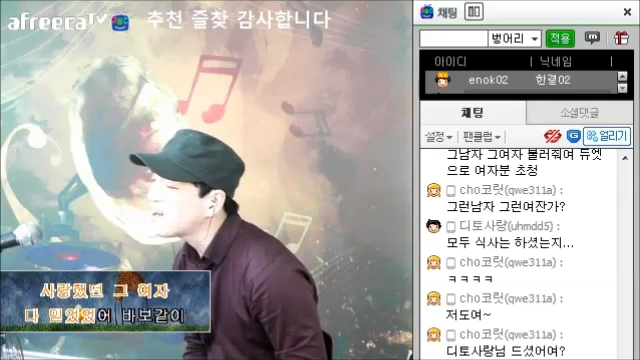 afreecaTV 추천 즐찾 감사합니다
사랑했던 그 여자
다 믿었었어 바보같이
채팅
벙어리
적용
아이디
닉네임
enok02
한결02
채팅
소셜댓글
설정
팬클럽
열리기
그남자 그여자 불러줘여 듀엣
으로 여자분 초청
cho코럿(qwe311a) :
그런남자 그런여잔가?
디토사랑(uhmdd5) :
모두 식사는 하셨는지...
cho코럿(qwe311a) :
ㅋㅋㅋㅋ
cho코럿(qwe311a) :
저도여~
cho코럿(qwe311a) :
디토사랑님 드셨어여?